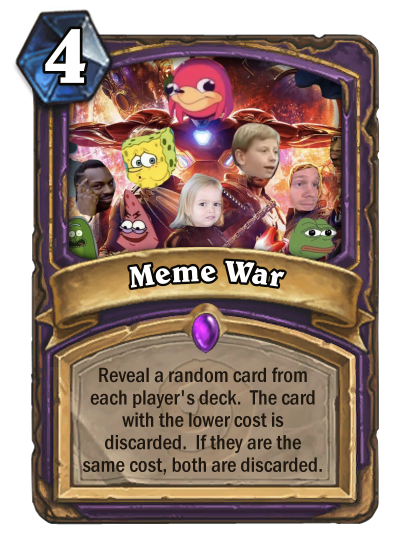 4
Meme War
Reveal a random card from
each player's deck.  The card
with the lower cost is
discarded.  If they are the
same cost, both are discarded.